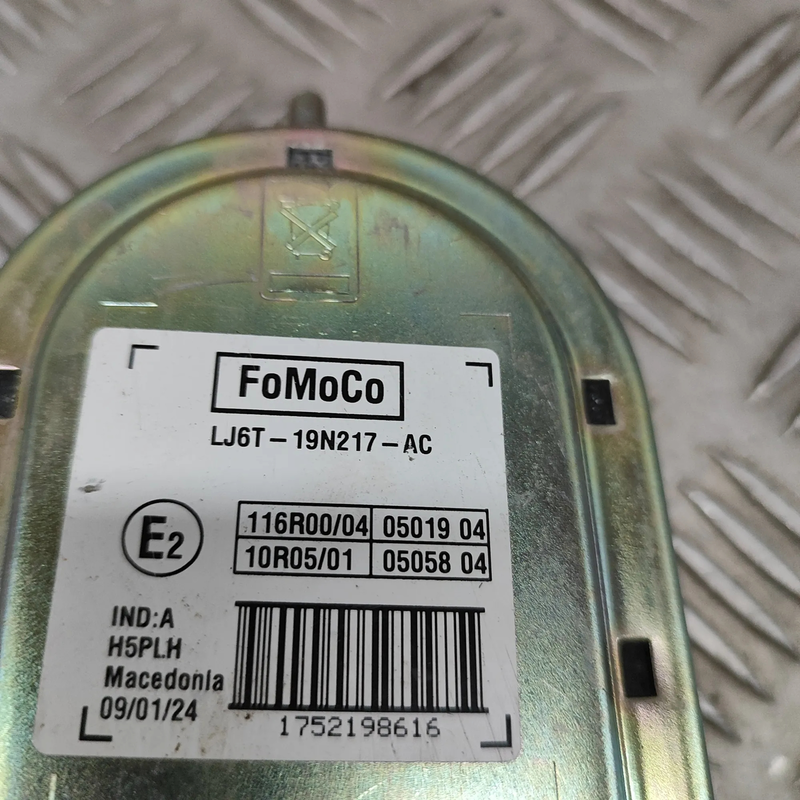 FoMoCo
LJ6T-19N217-AC
E2
116R00/04 05019 04
10R05/01 05058 04
IND:A
H5PLH
Macedonia
09/01/24
1752198616